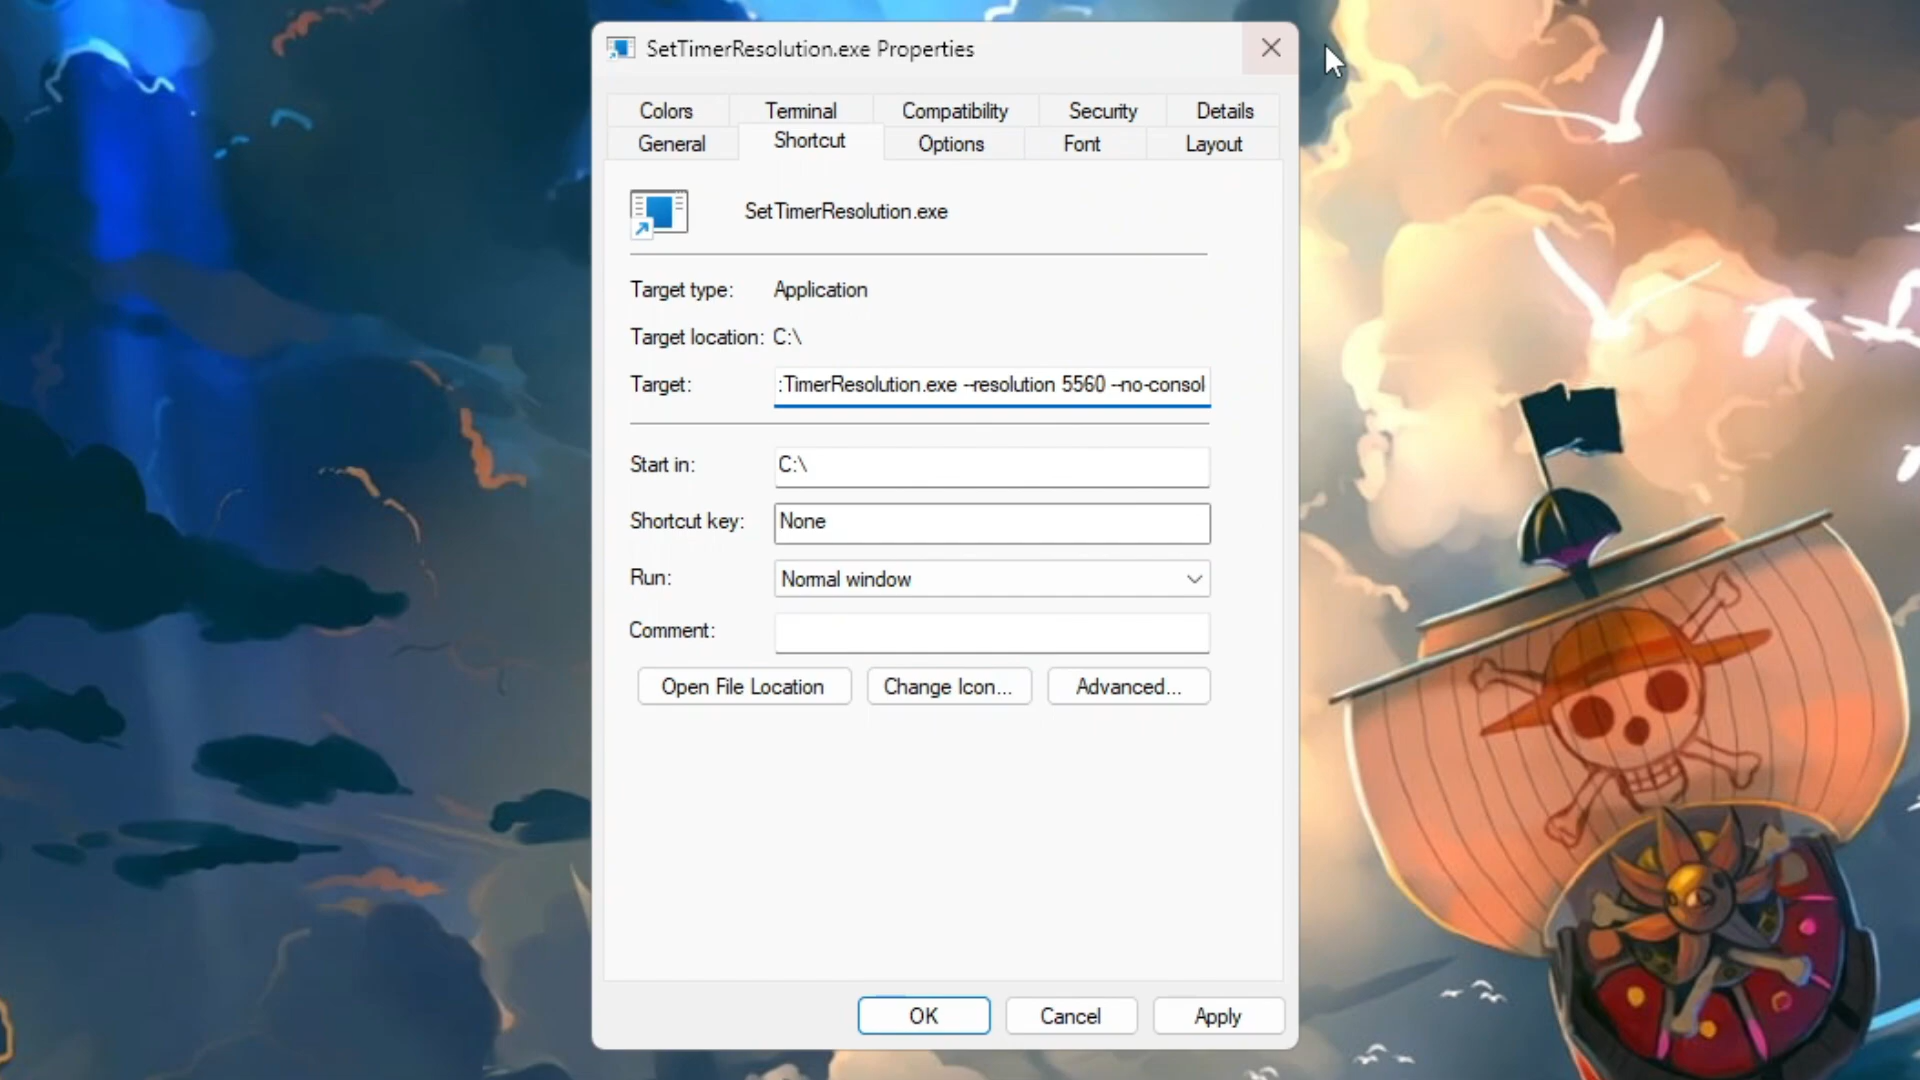 SetTimerResolution.exe Properties
Colors Terminal Compatibility Security Details
General Shortcut Options Font Layout
SetTimerResolution.exe
Target type: Application
Target location: C:\
Target: :TimerResolution.exe --resolution 5560 --no-consol
Start in: C:\
Shortcut key: None
Run: Normal window
Comment:
Open File Location Change Icon... Advanced...
OK Cancel Apply